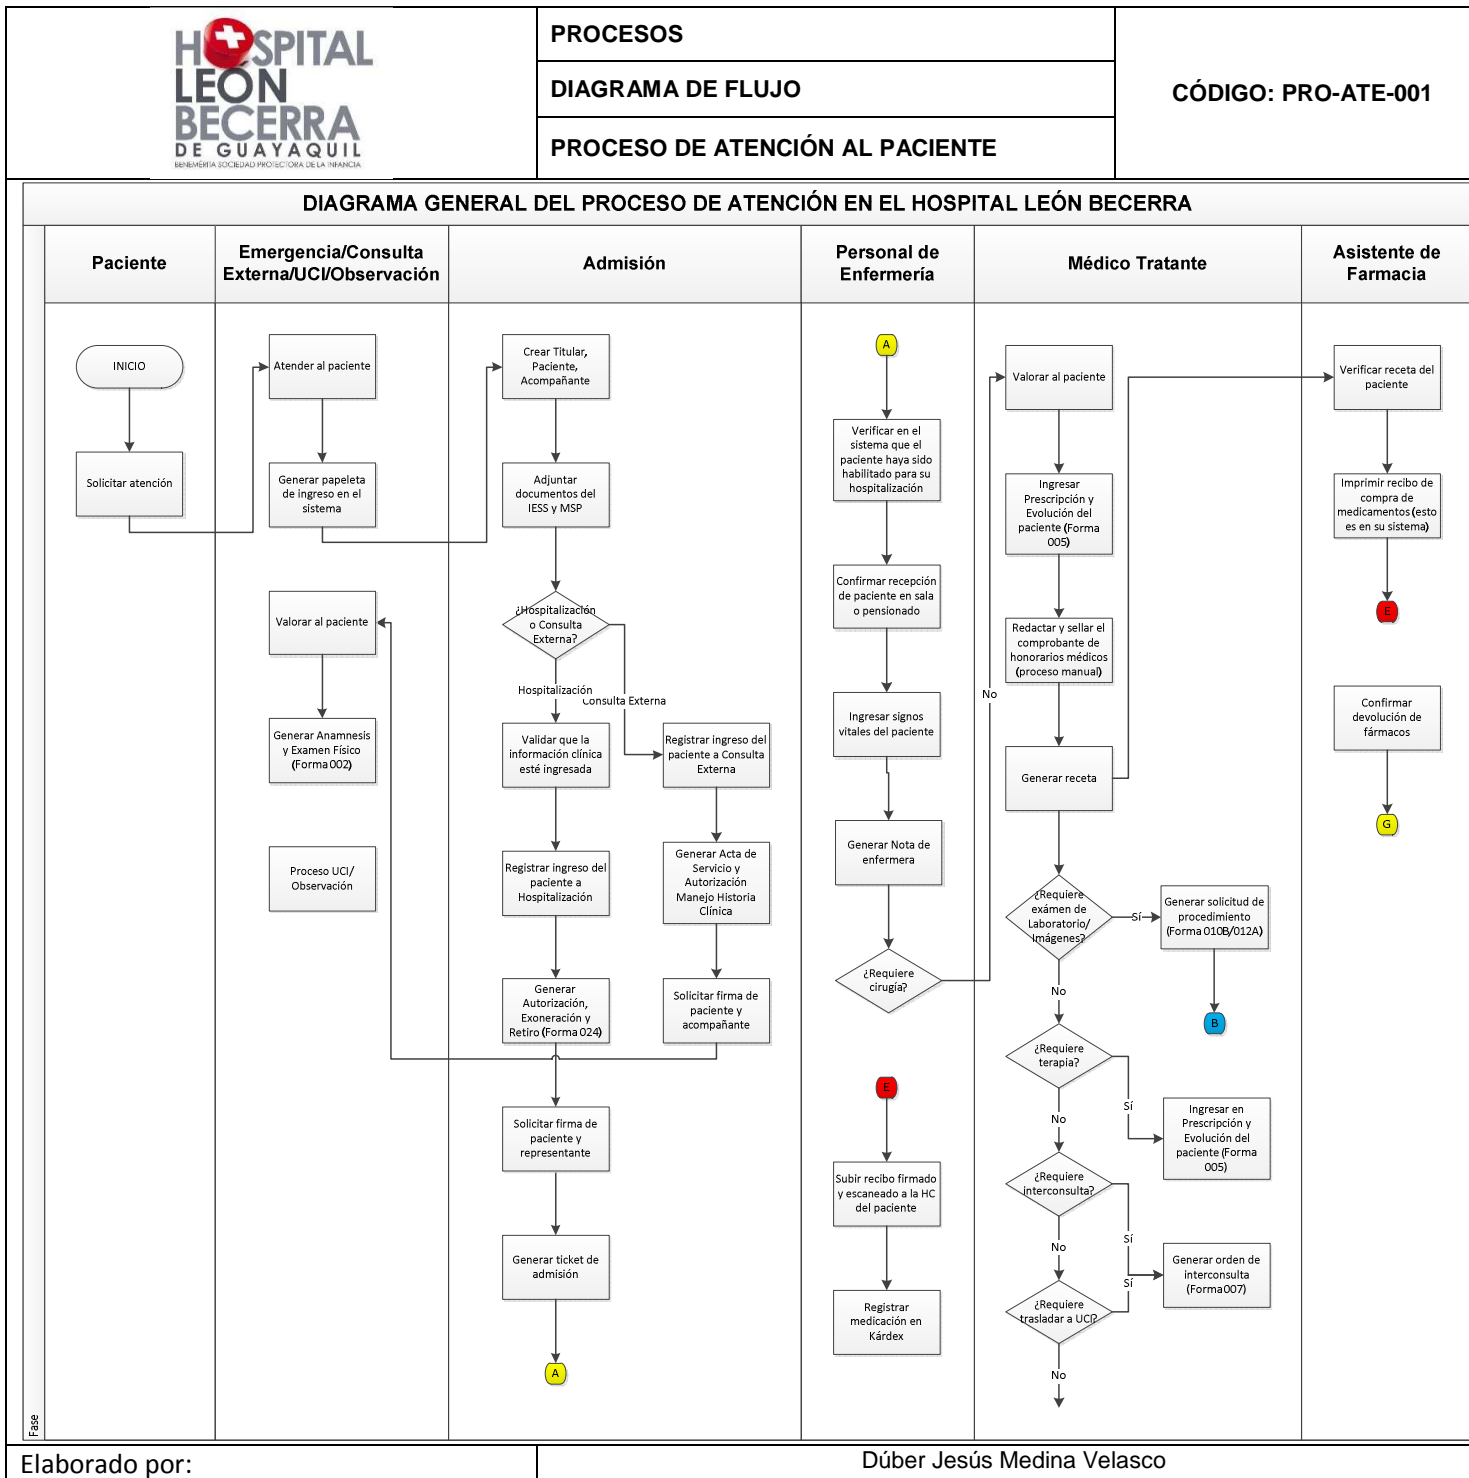 HOSPITAL
LEÓN
BECERRA
DE GUAYAQUIL
BENEMÉRITA SOCIEDAD PROTECTORA DE LA INFANCIA
PROCESOS
DIAGRAMA DE FLUJO
PROCESO DE ATENCIÓN AL PACIENTE
CÓDIGO: PRO-ATE-001
DIAGRAMA GENERAL DEL PROCESO DE ATENCIÓN EN EL HOSPITAL LEÓN BECERRA
Fase
Paciente
INICIO
Solicitar atención
Emergencia/Consulta
Externa/UCI/Observación
Atender al paciente
Generar papeleta
de ingreso en el
sistema
Valorar al paciente
Generar Anamnesis
y Examen Físico
(Forma 002)
Proceso UCI/
Observación
Admisión
Crear Titular,
Paciente,
Acompañante
Adjuntar
documentos del
IESS y MSP
¿Hospitalización
o Consulta
Externa?
Hospitalización
Consulta Externa
Validar que la
información clínica
esté ingresada
Registrar ingreso del
paciente a
Hospitalización
Generar
Autorización,
Exoneración y
Retiro (Forma 024)
Solicitar firma de
paciente y
representante
Generar ticket de
admisión
A
Registrar ingreso del
paciente a Consulta
Externa
Generar Acta de
Servicio y
Autorización
Manejo Historia
Clínica
Solicitar firma de
paciente y
acompañante
Personal de
Enfermería
A
Verificar en el
sistema que el
paciente haya sido
habilitado para su
hospitalización
Confirmar recepción
de paciente en sala
o pensionado
Ingresar signos
vitales del paciente
Generar Nota de
enfermera
¿Requiere
cirugía?
No
E
Subir recibo firmado
y escaneado a la HC
del paciente
Registrar
medicación en
Kárdex
Médico Tratante
Valorar al paciente
Ingresar
Prescripción y
Evolución del
paciente (Forma
005)
Redactar y sellar el
comprobante de
honorarios médicos
(proceso manual)
Generar receta
¿Requiere
exámen de
Laboratorio/
Imágenes?
Sí
Generar solicitud de
procedimiento
(Forma 010B/012A)
B
No
¿Requiere
terapia?
Sí
Ingresar en
Prescripción y
Evolución del
paciente (Forma
005)
No
¿Requiere
interconsulta?
Sí
Generar orden de
interconsulta
(Forma007)
No
¿Requiere
trasladar a UCI?
Sí
No
Asistente de
Farmacia
Verificar receta del
paciente
Imprimir recibo de
compra de
medicamentos (esto
es en su sistema)
E
Confirmar
devolución de
fármacos
G
Elaborado por:
Dúber Jesús Medina Velasco